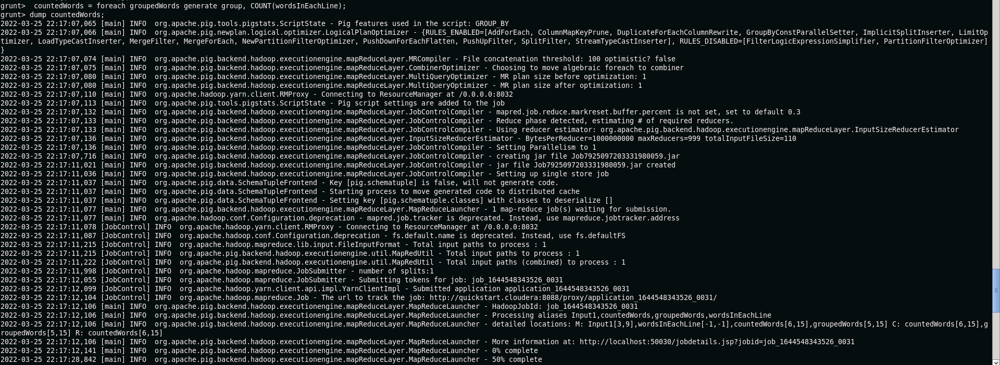 grunt>  countedWords = foreach groupedWords generate group, COUNT(wordsInEachLine);
grunt> dump countedWords;
2022-03-25 22:17:07,065 [main] INFO  org.apache.pig.tools.pigstats.ScriptState - Pig features used in the script: GROUP_BY
2022-03-25 22:17:07,066 [main] INFO  org.apache.pig.newplan.logical.optimizer.LogicalPlanOptimizer - {RULES_ENABLED=[AddForEach, ColumnMapKeyPrune, DuplicateForEachColumnRewrite, GroupByConstParallelSetter, ImplicitSplitInserter, LimitOp
timizer, LoadTypeCastInserter, MergeFilter, MergeForEach, NewPartitionFilterOptimizer, PushDownForEachFlatten, PushUpFilter, SplitFilter, StreamTypeCastInserter], RULES_DISABLED=[FilterLogicExpressionSimplifier, PartitionFilterOptimizer]
}
2022-03-25 22:17:07,074 [main] INFO  org.apache.pig.backend.hadoop.executionengine.mapReduceLayer.MRCompiler - File concatenation threshold: 100 optimistic? false
2022-03-25 22:17:07,075 [main] INFO  org.apache.pig.backend.hadoop.executionengine.mapReduceLayer.CombinerOptimizer - Choosing to move algebraic foreach to combiner
2022-03-25 22:17:07,080 [main] INFO  org.apache.pig.backend.hadoop.executionengine.mapReduceLayer.MultiQueryOptimizer - MR plan size before optimization: 1
2022-03-25 22:17:07,080 [main] INFO  org.apache.pig.backend.hadoop.executionengine.mapReduceLayer.MultiQueryOptimizer - MR plan size after optimization: 1
2022-03-25 22:17:07,110 [main] INFO  org.apache.hadoop.yarn.client.RMProxy - Connecting to ResourceManager at /0.0.0.0:8032
2022-03-25 22:17:07,113 [main] INFO  org.apache.pig.tools.pigstats.ScriptState - Pig script settings are added to the job
2022-03-25 22:17:07,132 [main] INFO  org.apache.pig.backend.hadoop.executionengine.mapReduceLayer.JobControlCompiler - mapred.job.reduce.markreset.buffer.percent is not set, set to default 0.3
2022-03-25 22:17:07,133 [main] INFO  org.apache.pig.backend.hadoop.executionengine.mapReduceLayer.JobControlCompiler - Reduce phase detected, estimating # of required reducers.
2022-03-25 22:17:07,133 [main] INFO  org.apache.pig.backend.hadoop.executionengine.mapReduceLayer.JobControlCompiler - Using reducer estimator: org.apache.pig.backend.hadoop.executionengine.mapReduceLayer.InputSizeReducerEstimator
2022-03-25 22:17:07,136 [main] INFO  org.apache.pig.backend.hadoop.executionengine.mapReduceLayer.InputSizeReducerEstimator - BytesPerReducer=1000000000 maxReducers=999 totalInputFileSize=110
2022-03-25 22:17:07,136 [main] INFO  org.apache.pig.backend.hadoop.executionengine.mapReduceLayer.JobControlCompiler - Setting Parallelism to 1
2022-03-25 22:17:07,716 [main] INFO  org.apache.pig.backend.hadoop.executionengine.mapReduceLayer.JobControlCompiler - creating jar file Job7925097203331980059.jar
2022-03-25 22:17:11,021 [main] INFO  org.apache.pig.backend.hadoop.executionengine.mapReduceLayer.JobControlCompiler - jar file Job7925097203331980059.jar created
2022-03-25 22:17:11,036 [main] INFO  org.apache.pig.backend.hadoop.executionengine.mapReduceLayer.JobControlCompiler - Setting up single store job
2022-03-25 22:17:11,037 [main] INFO  org.apache.pig.data.SchemaTupleFrontend - Key [pig.schematuple] is false, will not generate code.
2022-03-25 22:17:11,037 [main] INFO  org.apache.pig.data.SchemaTupleFrontend - Starting process to move generated code to distributed cache
2022-03-25 22:17:11,037 [main] INFO  org.apache.pig.data.SchemaTupleFrontend - Setting key [pig.schematuple.classes] with classes to deserialize []
2022-03-25 22:17:11,077 [main] INFO  org.apache.pig.backend.hadoop.executionengine.mapReduceLayer.MapReduceLauncher - 1 map-reduce job(s) waiting for submission.
2022-03-25 22:17:11,077 [main] INFO  org.apache.hadoop.conf.Configuration.deprecation - mapred.job.tracker is deprecated. Instead, use mapreduce.jobtracker.address
2022-03-25 22:17:11,078 [JobControl] INFO  org.apache.hadoop.yarn.client.RMProxy - Connecting to ResourceManager at /0.0.0.0:8032
2022-03-25 22:17:11,087 [JobControl] INFO  org.apache.hadoop.conf.Configuration.deprecation - fs.default.name is deprecated. Instead, use fs.defaultFS
2022-03-25 22:17:11,215 [JobControl] INFO  org.apache.hadoop.mapreduce.lib.input.FileInputFormat - Total input paths to process : 1
2022-03-25 22:17:11,215 [JobControl] INFO  org.apache.pig.backend.hadoop.executionengine.util.MapRedUtil - Total input paths to process : 1
2022-03-25 22:17:11,222 [JobControl] INFO  org.apache.pig.backend.hadoop.executionengine.util.MapRedUtil - Total input paths (combined) to process : 1
2022-03-25 22:17:11,998 [JobControl] INFO  org.apache.hadoop.mapreduce.JobSubmitter - number of splits:1
2022-03-25 22:17:12,055 [JobControl] INFO  org.apache.hadoop.mapreduce.JobSubmitter - Submitting tokens for job: job_1644548343526_0031
2022-03-25 22:17:12,099 [JobControl] INFO  org.apache.hadoop.yarn.client.api.impl.YarnClientImpl - Submitted application application_1644548343526_0031
2022-03-25 22:17:12,104 [JobControl] INFO  org.apache.hadoop.mapreduce.Job - The url to track the job: http://quickstart.cloudera:8088/proxy/application_1644548343526_0031/
2022-03-25 22:17:12,106 [main] INFO  org.apache.pig.backend.hadoop.executionengine.mapReduceLayer.MapReduceLauncher - HadoopJobId: job_1644548343526_0031
2022-03-25 22:17:12,106 [main] INFO  org.apache.pig.backend.hadoop.executionengine.mapReduceLayer.MapReduceLauncher - Processing aliases Input1,countedWords,groupedWords,wordsInEachLine
2022-03-25 22:17:12,106 [main] INFO  org.apache.pig.backend.hadoop.executionengine.mapReduceLayer.MapReduceLauncher - detailed locations: M: Input1[3,9],wordsInEachLine[-1,-1],countedWords[6,15],groupedWords[5,15] C: countedWords[6,15],g
roupedWords[5,15] R: countedWords[6,15]
2022-03-25 22:17:12,106 [main] INFO  org.apache.pig.backend.hadoop.executionengine.mapReduceLayer.MapReduceLauncher - More information at: http://localhost:50030/jobdetails.jsp?jobid=job_1644548343526_0031
2022-03-25 22:17:12,141 [main] INFO  org.apache.pig.backend.hadoop.executionengine.mapReduceLayer.MapReduceLauncher - 0% complete
2022-03-25 22:17:28,842 [main] INFO  org.apache.pig.backend.hadoop.executionengine.mapReduceLayer.MapReduceLauncher - 50% complete